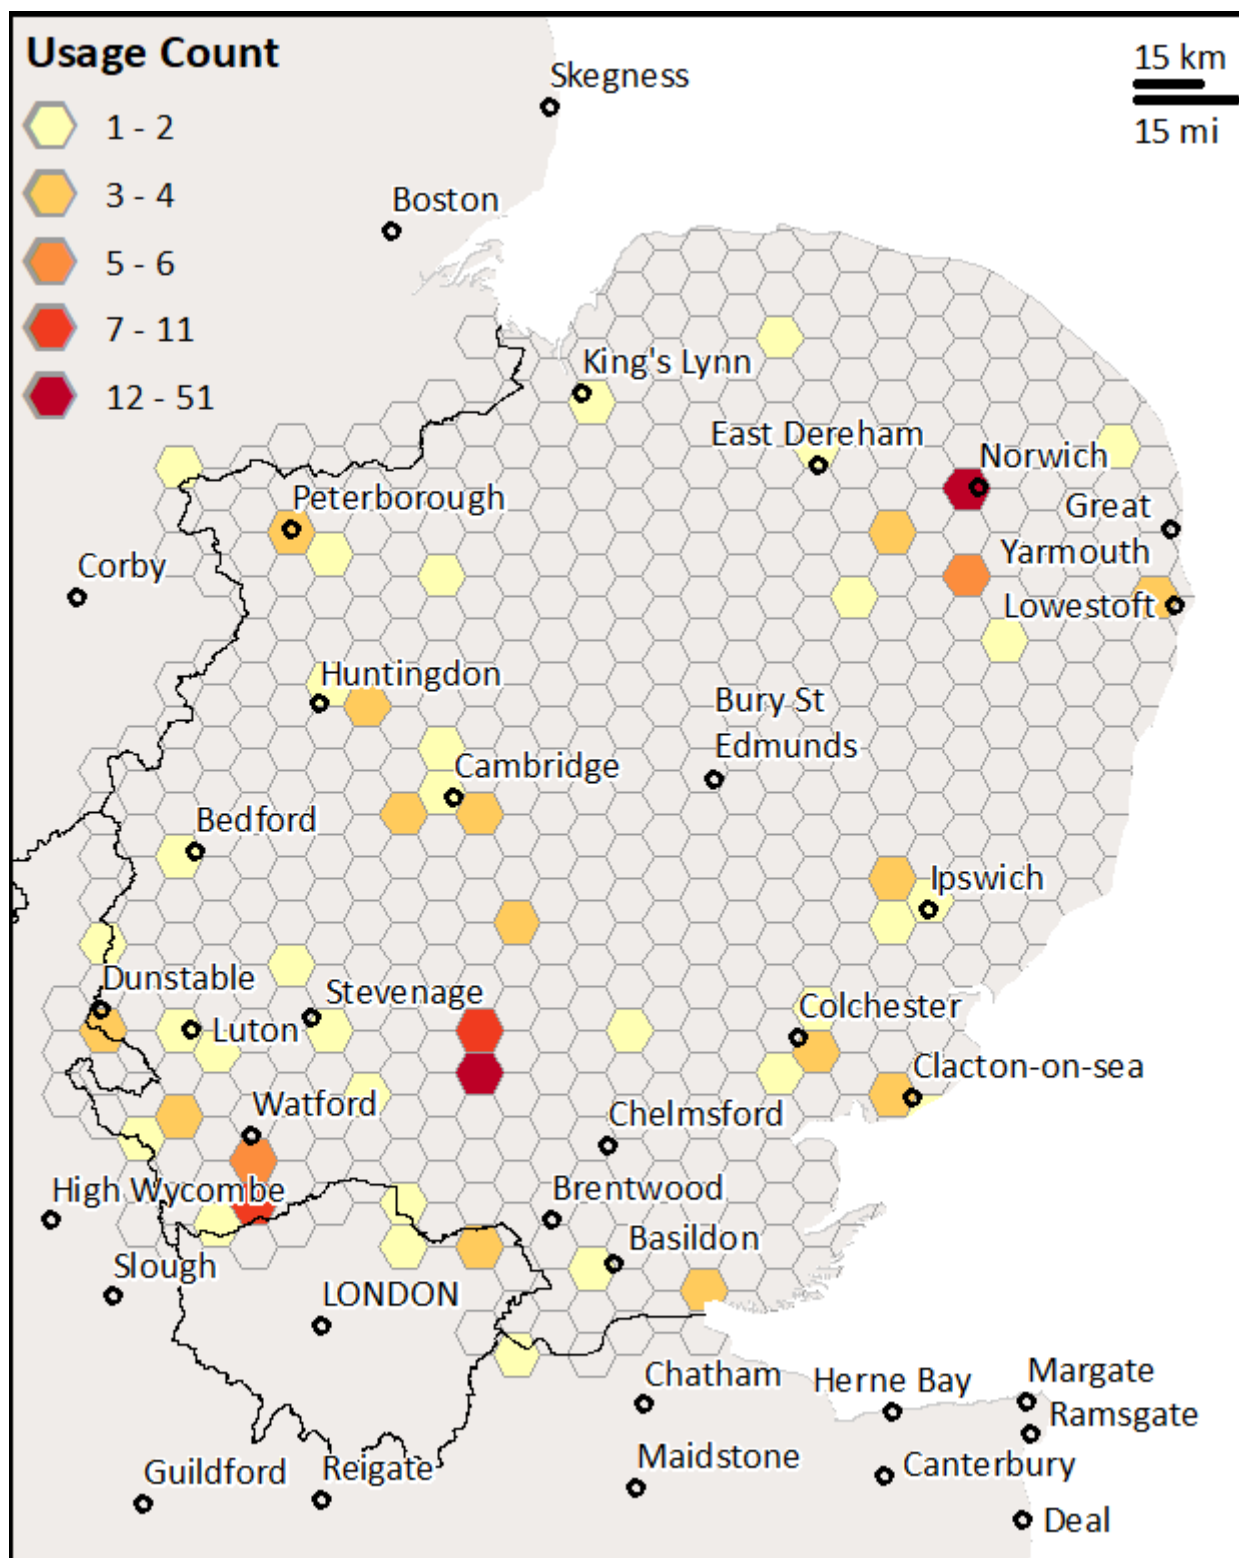 Usage Count
1 - 2
3 - 4
5 - 6
7 - 11
12 - 51
15 km
15 mi
Skegness
Boston
King's Lynn
East Dereham
Norwich
Peterborough
Great
Yarmouth
Corby
Lowestoft
Huntingdon
Bury St
Edmunds
Cambridge
Bedford
Ipswich
Dunstable
Stevenage
Colchester
Luton
Clacton-on-sea
Watford
Chelmsford
High Wycombe
Brentwood
Basildon
Slough
LONDON
Chatham
Herne Bay
Margate
Ramsgate
Guildford
Reigate
Maidstone
Canterbury
Deal